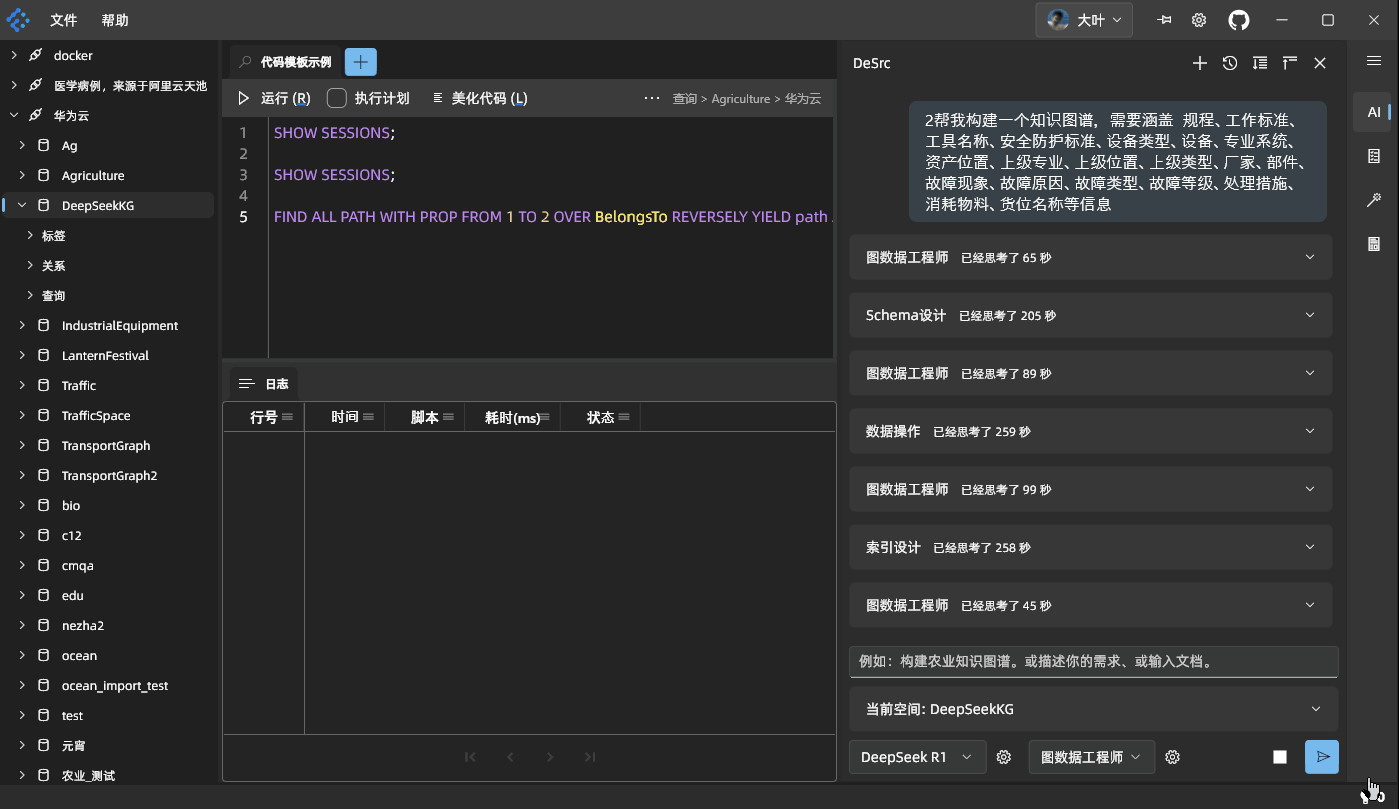 文件
帮助
大叶
docker
医学病例，来源于阿里云天池
华为云
Ag
Agriculture
DeepSeekKG
标签
关系
查询
IndustrialEquipment
LanternFestival
Traffic
TrafficSpace
TransportGraph
TransportGraph2
bio
c12
cmqa
edu
nezha2
ocean
ocean_import_test
test
元宵
农业_测试
代码模板示例
运行 (R)
执行计划
美化代码 (L)
查询 > Agriculture > 华为云
1 SHOW SESSIONS;
2
3 SHOW SESSIONS;
4
5 FIND ALL PATH WITH PROP FROM 1 TO 2 OVER BelongsTo REVERSELY YIELD path
日志
行号 时间 脚本 耗时(ms) 状态
DeSrc
2帮我构建一个知识图谱，需要涵盖 规程、工作标准、
工具名称、安全防护标准、设备类型、设备、专业系统、
资产位置、上级专业、上级位置、上级类型、厂家、部件、
故障现象、故障原因、故障类型、故障等级、处理措施、
消耗物料、货位名称等信息
图数据工程师 已经思考了 65 秒
Schema设计 已经思考了 205 秒
图数据工程师 已经思考了 89 秒
数据操作 已经思考了 259 秒
图数据工程师 已经思考了 99 秒
索引设计 已经思考了 258 秒
图数据工程师 已经思考了 45 秒
例如：构建农业知识图谱。或描述你的需求、或输入文档。
当前空间: DeepSeekKG
DeepSeek R1
图数据工程师
AI